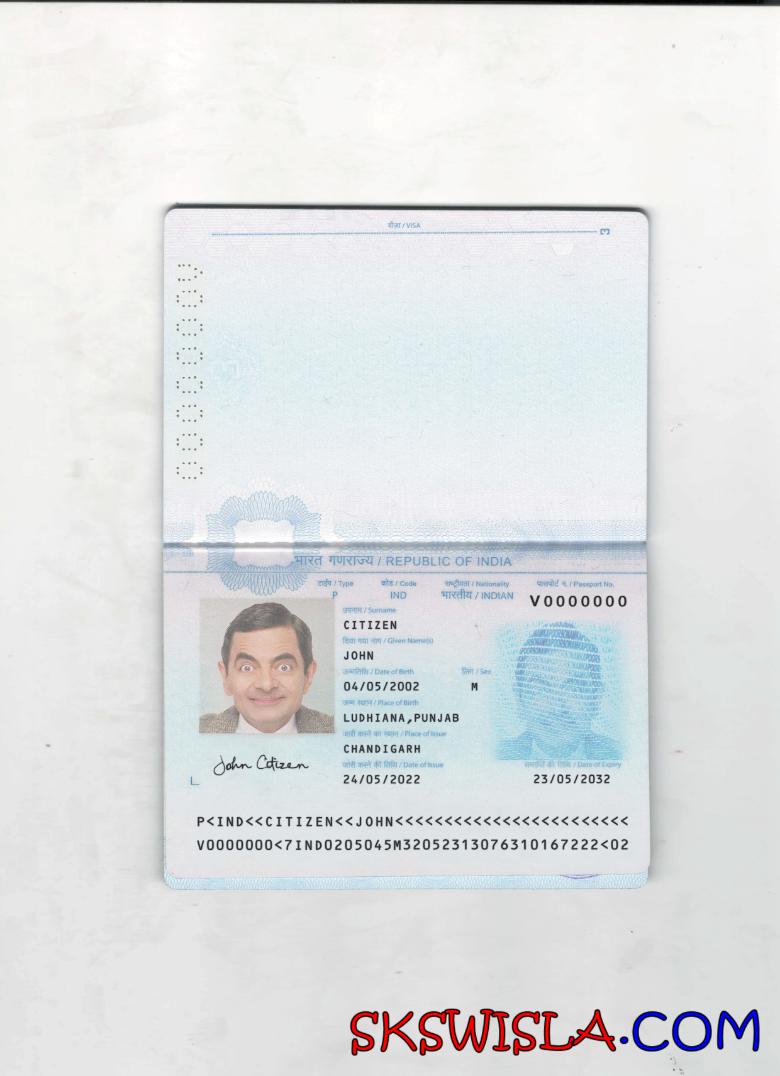 वीज़ा / VISA
3
V0000000
भारत गणराज्य / REPUBLIC OF INDIA
टाईप / Type कोड / Code राष्ट्रीयता / Nationality पासपोर्ट न. / Passport No.
P IND भारतीय / INDIAN V0000000
उपनाम / Surname
CITIZEN
दिया गया नाम / Given Name(s)
JOHN
जन्मतिथि / Date of Birth लिंग / Sex
04/05/2002 M
जन्म स्थान / Place of Birth
LUDHIANA,PUNJAB
जारी करने का स्थान / Place of Issue
CHANDIGARH
John Citizen
जारी करने की तिथि / Date of Issue समाप्ति की तिथि / Date of Expiry
24/05/2022 23/05/2032
P<IND<<CITIZEN<<JOHN<<<<<<<<<<<<<<<<<<<<<<<<
V0000000<7IND0205045M32052313076310167222<02
SKSWISLA.COM